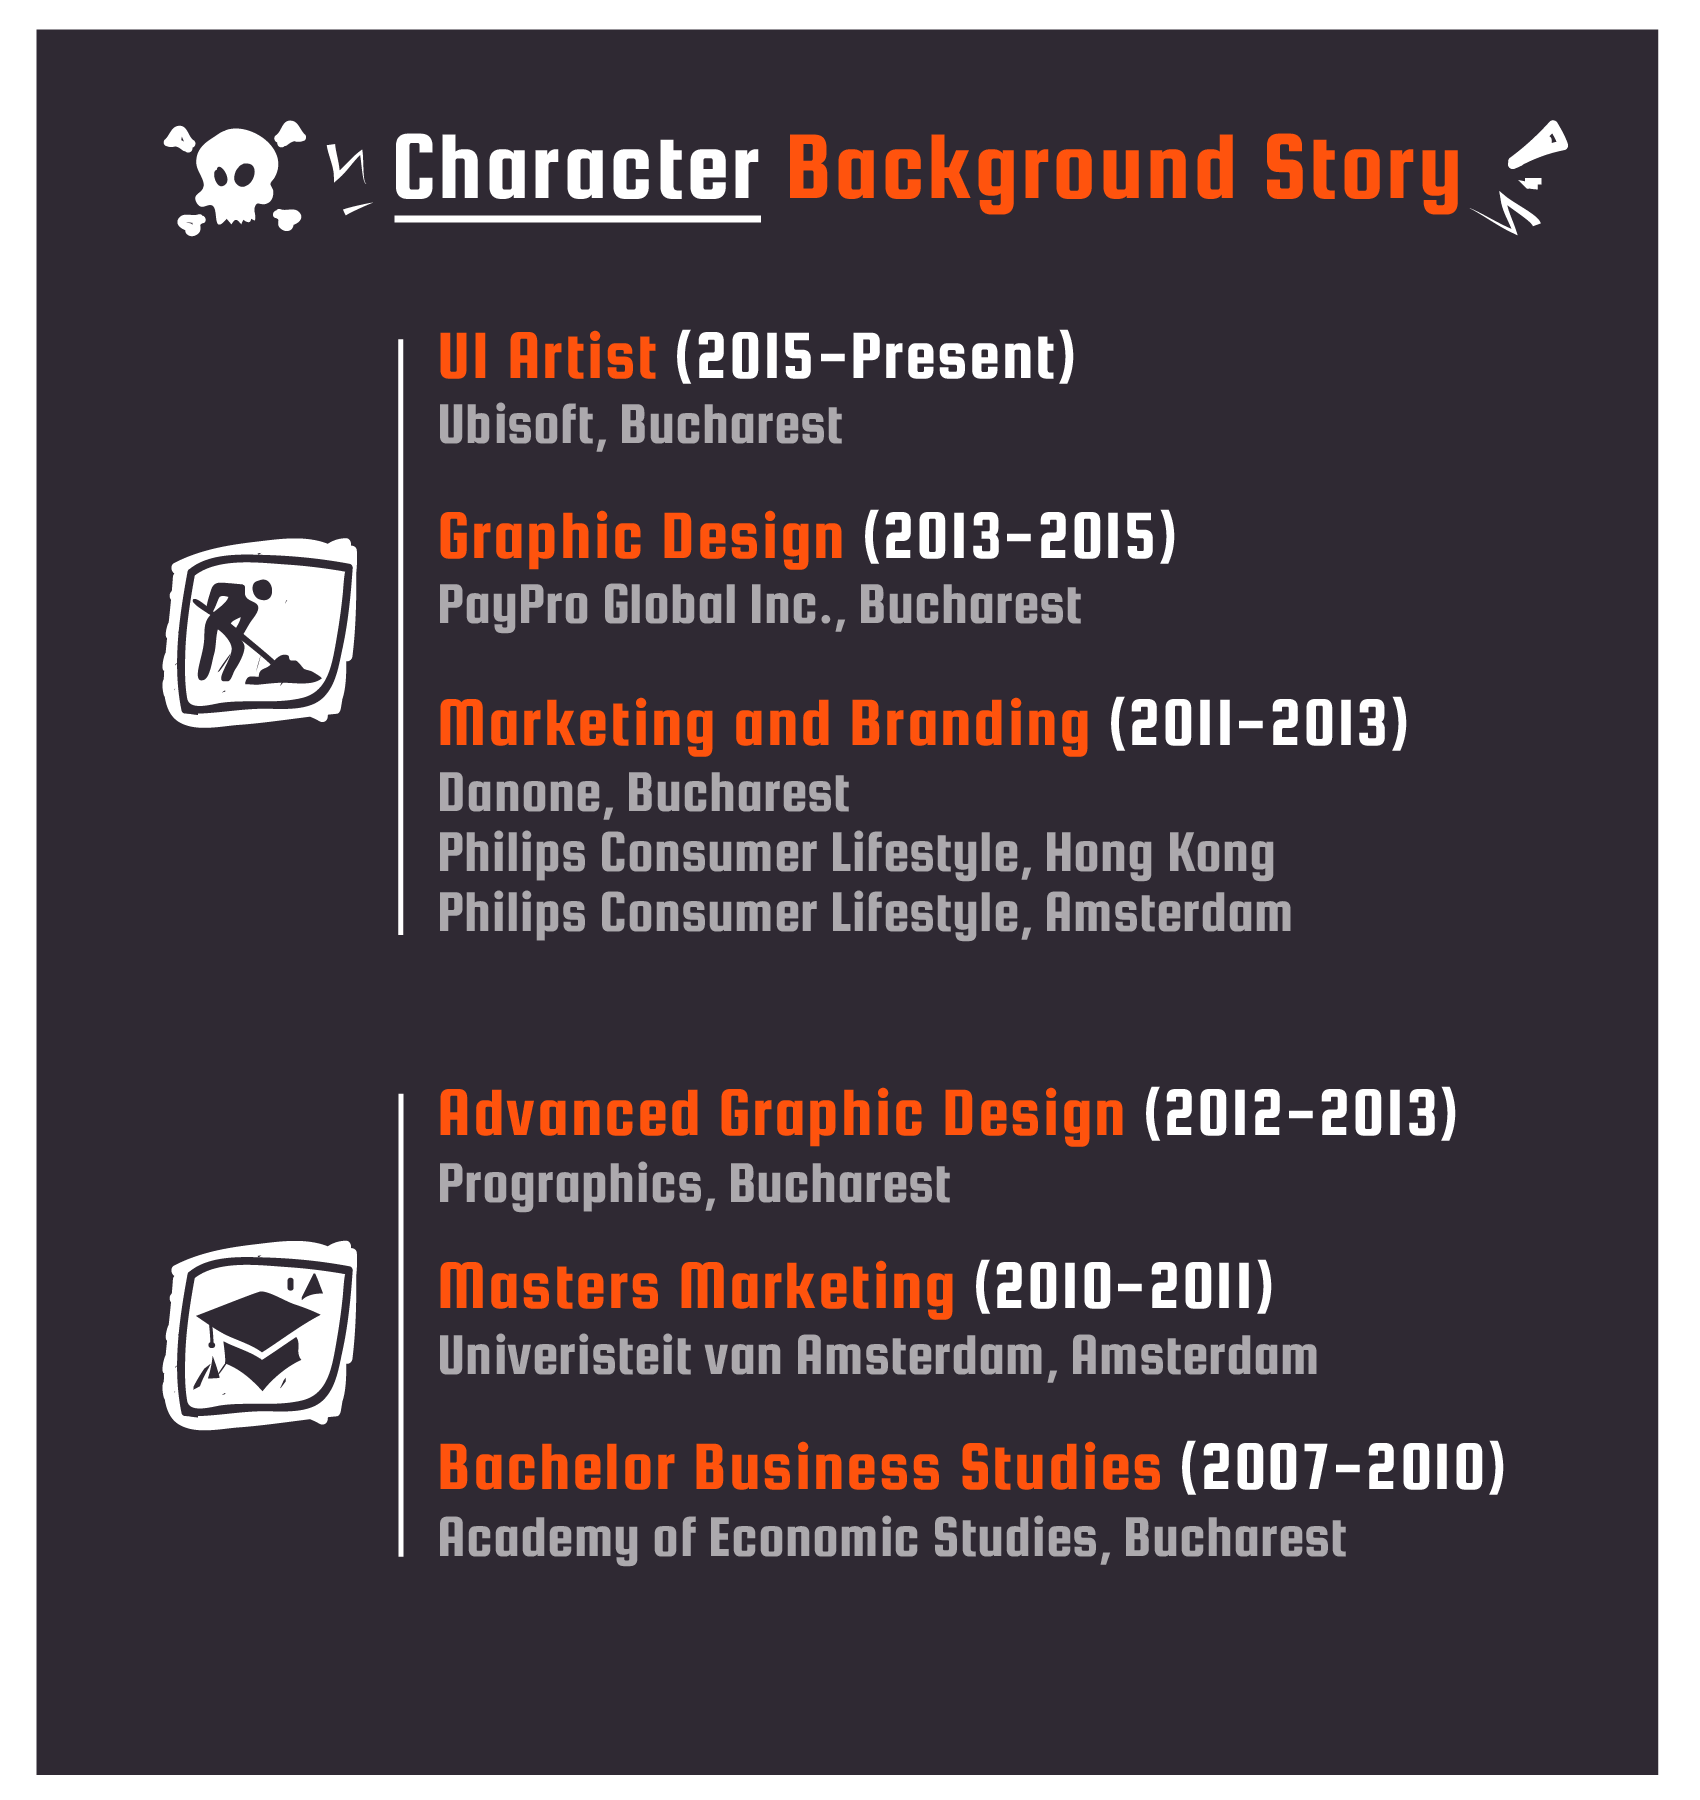 Character Background Story
UI Artist (2015-Present)
Ubisoft, Bucharest
Graphic Design (2013-2015)
PayPro Global Inc., Bucharest
Marketing and Branding (2011-2013)
Danone, Bucharest
Philips Consumer Lifestyle, Hong Kong
Philips Consumer Lifestyle, Amsterdam
Advanced Graphic Design (2012-2013)
Prographics, Bucharest
Masters Marketing (2010-2011)
Univeristeit van Amsterdam, Amsterdam
Bachelor Business Studies (2007-2010)
Academy of Economic Studies, Bucharest